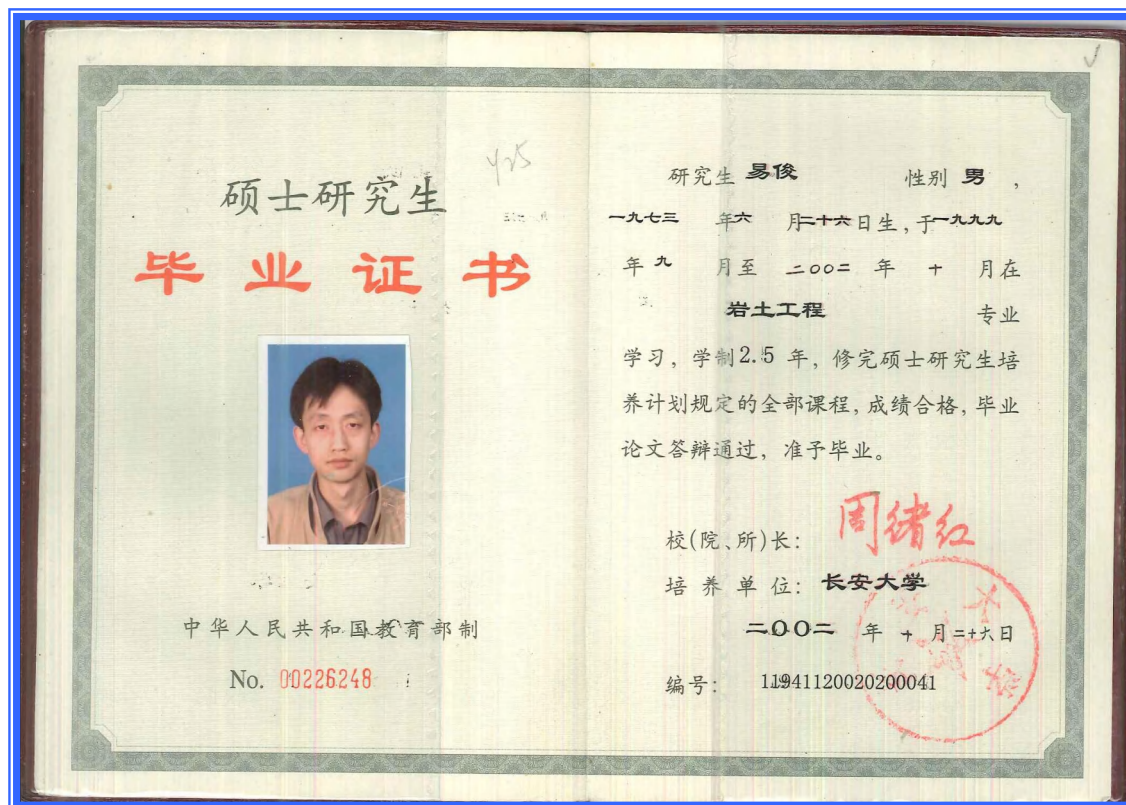 硕士研究生
毕业证书
中华人民共和国教育部制
No. 00226248
研究生 易俊 性别 男，
一九七三 年六 月二十六日生，于一九九九
年 九 月至 二〇〇二 年 十 月在
岩土工程 专业
学习，学制2.5 年，修完硕士研究生培
养计划规定的全部课程，成绩合格，毕业
论文答辩通过，准予毕业。
校(院、所)长： 周绪红
培养单位： 长安大学
二〇〇二 年 十 月二十六日
编号： 11941120020200041